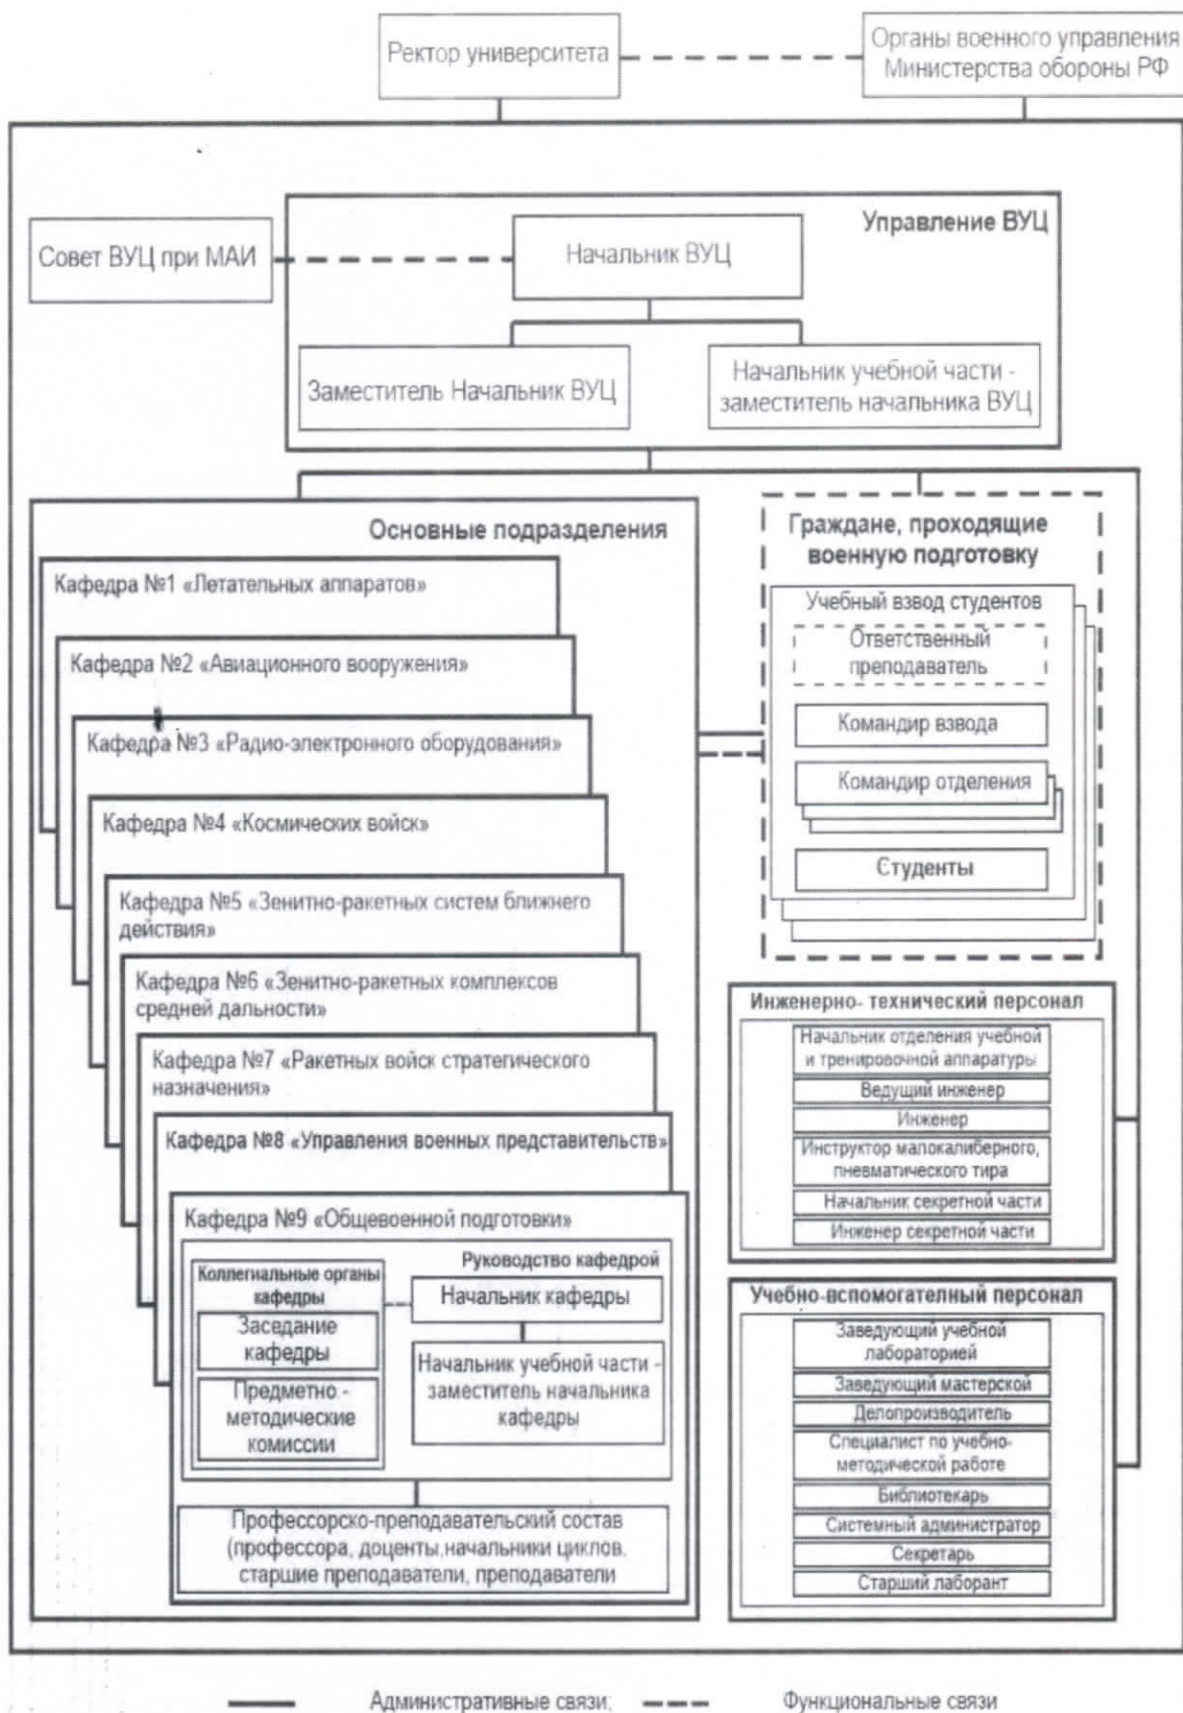 Ректор университета
Органы военного управления
Министерства обороны РФ
Управление ВУЦ
Совет ВУЦ при МАИ
Начальник ВУЦ
Заместитель Начальник ВУЦ
Начальник учебной части -
заместитель начальника ВУЦ
Основные подразделения
Кафедра №1 «Летательных аппаратов»
Кафедра №2 «Авиационного вооружения»
Кафедра №3 «Радио-электронного оборудования»
Кафедра №4 «Космических войск»
Кафедра №5 «Зенитно-ракетных систем ближнего
действия»
Кафедра №6 «Зенитно-ракетных комплексов
средней дальности»
Кафедра №7 «Ракетных войск стратегического
назначения»
Кафедра №8 «Управления военных представительств»
Кафедра №9 «Общевоенной подготовки»
Руководство кафедрой
Коллегиальные органы
кафедры
Заседание
кафедры
Предметно -
методические
комиссии
Начальник кафедры
Начальник учебной части -
заместитель начальника
кафедры
Профессорско-преподавательский состав
(профессора, доценты,начальники циклов,
старшие преподаватели, преподаватели
Граждане, проходящие
военную подготовку
Учебный взвод студентов
Ответственный
преподаватель
Командир взвода
Командир отделения
Студенты
Инженерно- технический персонал
Начальник отделения учебной
и тренировочной аппаратуры
Ведущий инженер
Инженер
Инструктор малокалиберного,
пневматического тира
Начальник секретной части
Инженер секретной части
Учебно-вспомогателный персонал
Заведующий учебной
лабораторией
Заведующий мастерской
Делопроизводитель
Специалист по учебно-
методической работе
Библиотекарь
Системный администратор
Секретарь
Старший лаборант
Административные связи; Функциональные связи